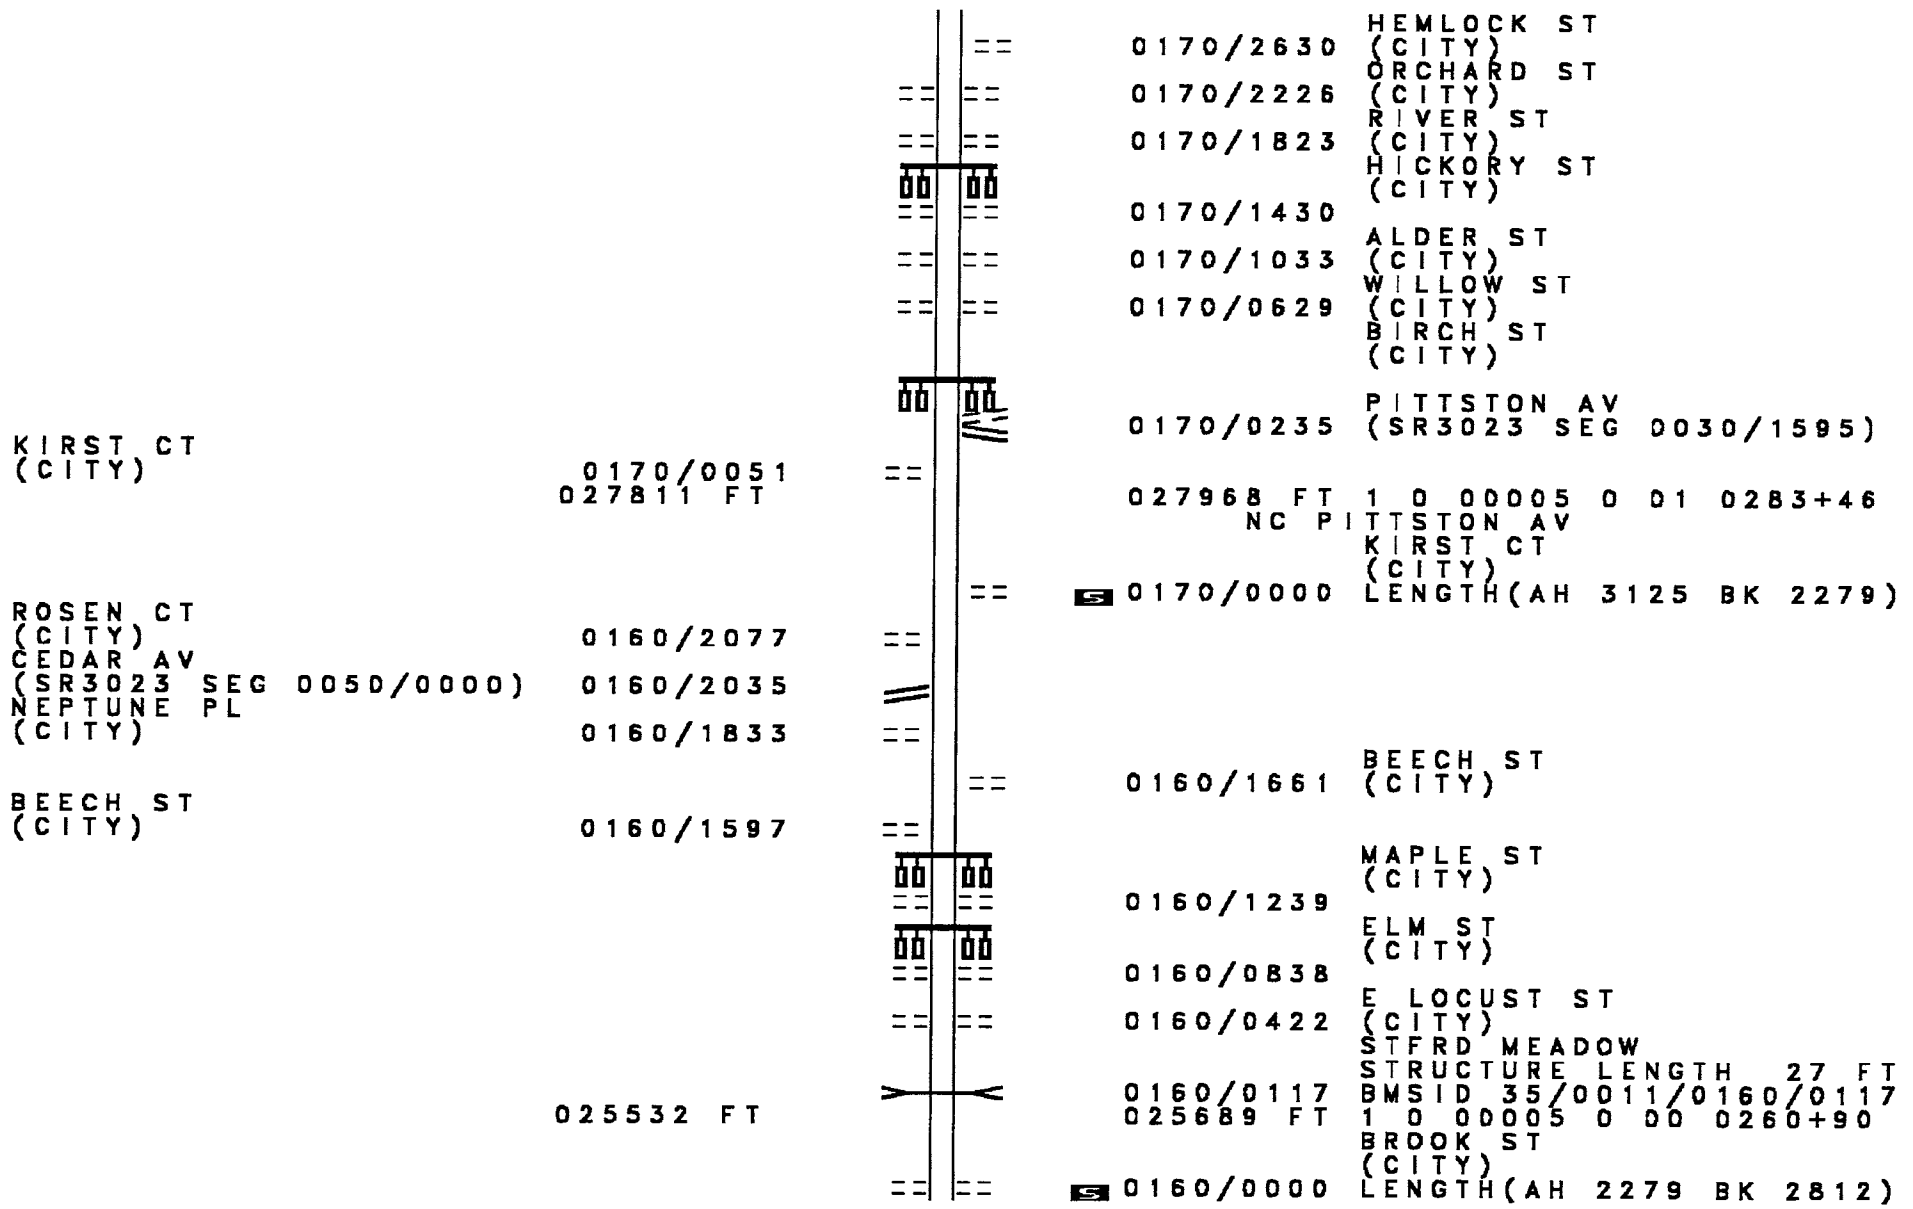 HEMLOCK ST
0170/2630 (CITY)
ORCHARD ST
0170/2226 (CITY)
RIVER ST
0170/1823 (CITY)
HICKORY ST
(CITY)
0170/1430
ALDER ST
0170/1033 (CITY)
WILLOW ST
0170/0629 (CITY)
BIRCH ST
(CITY)
PITTSTON AV
0170/0235 (SR3023 SEG 0030/1595)
KIRST CT
(CITY) 0170/0051
027811 FT 027968 FT 1 0 00005 0 01 0283+46
NC PITTSTON AV
KIRST CT
(CITY)
S 0170/0000 LENGTH(AH 3125 BK 2279)
ROSEN CT
(CITY) 0160/2077
CEDAR AV
(SR3023 SEG 0050/0000) 0160/2035
NEPTUNE PL
(CITY) 0160/1833
BEECH ST
0160/1661 (CITY)
BEECH ST
(CITY) 0160/1597
MAPLE ST
(CITY)
0160/1239
ELM ST
(CITY)
0160/0838
E LOCUST ST
0160/0422 (CITY)
STFRD MEADOW
STRUCTURE LENGTH 27 FT
0160/0117 BMSID 35/0011/0160/0117
025532 FT 025689 FT 1 0 00005 0 00 0260+90
BROOK ST
(CITY)
S 0160/0000 LENGTH(AH 2279 BK 2812)